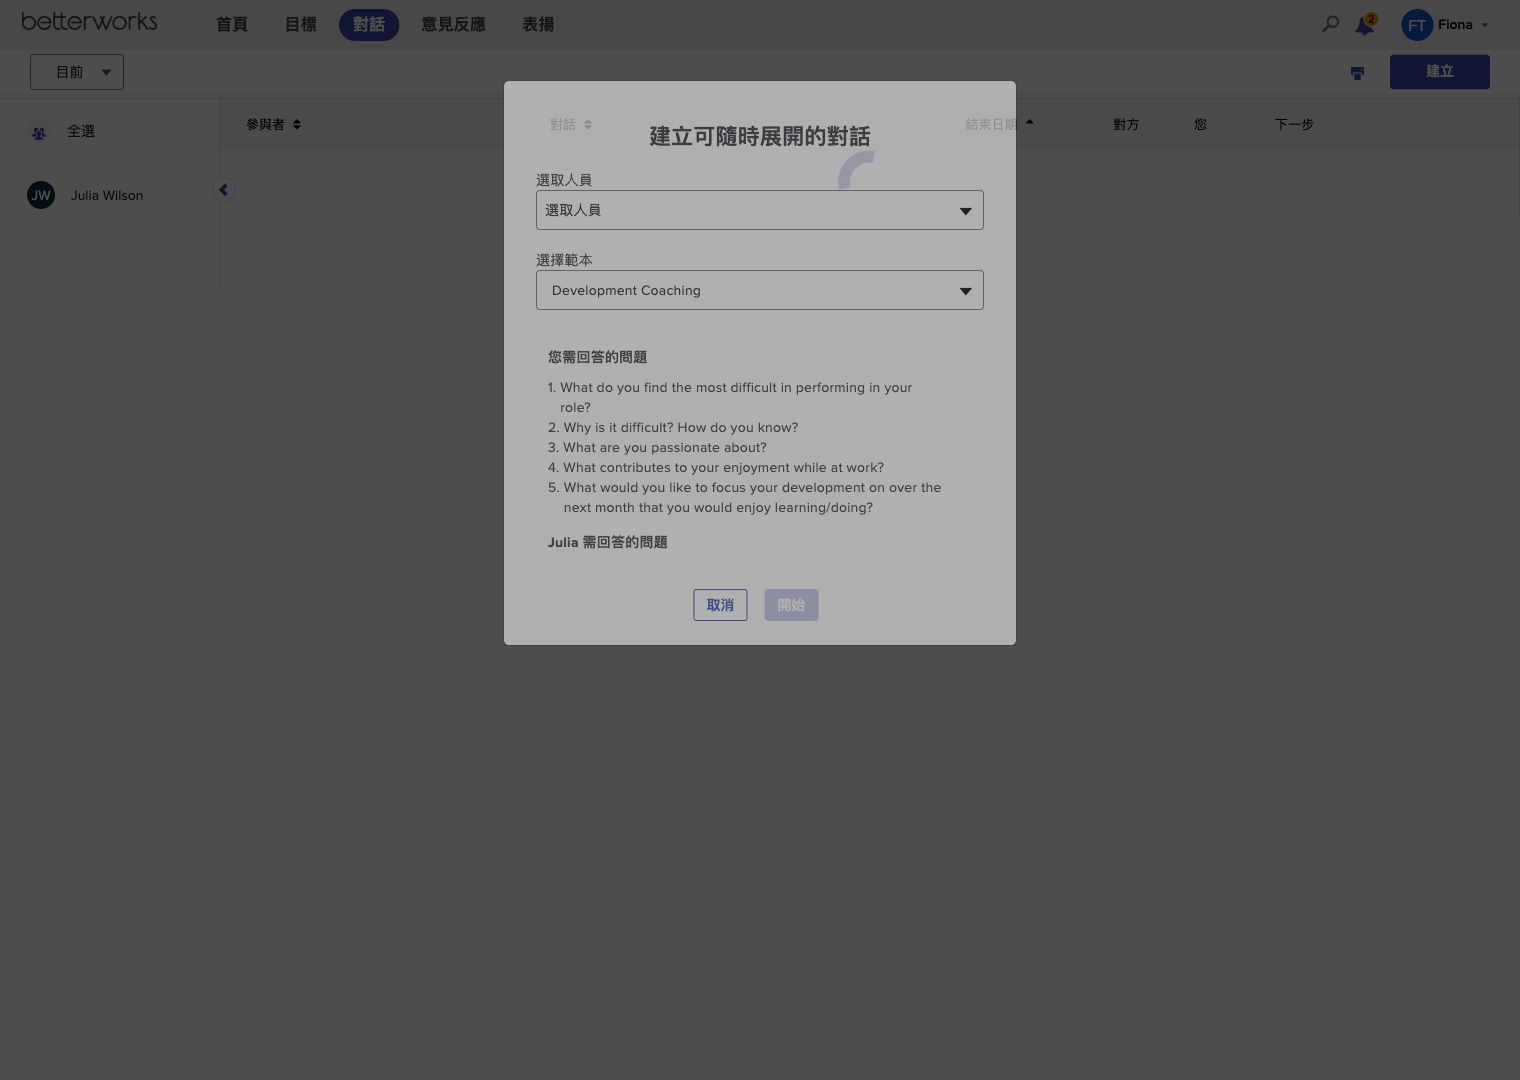 betterworks
首頁 目標 對話 意見反應 表揚
2 FT Fiona
目前
建立
全選
參與者 對話 結束日期 對方 您 下一步
JW Julia Wilson
建立可隨時展開的對話
選取人員
選取人員
選擇範本
Development Coaching
您需回答的問題
1. What do you find the most difficult in performing in your
role?
2. Why is it difficult? How do you know?
3. What are you passionate about?
4. What contributes to your enjoyment while at work?
5. What would you like to focus your development on over the
next month that you would enjoy learning/doing?
Julia 需回答的問題
取消 開始